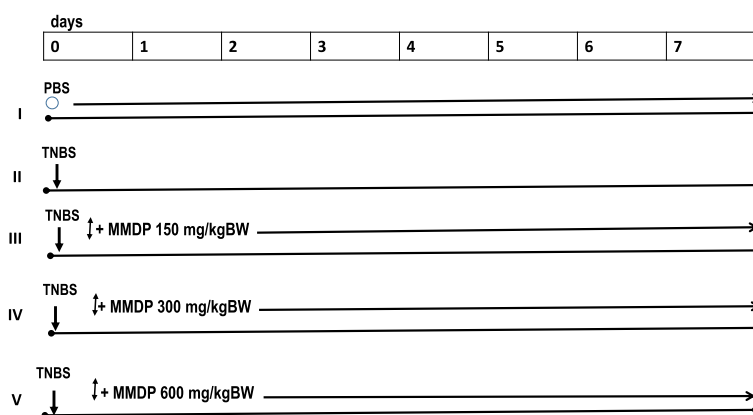 days
0 1 2 3 4 5 6 7
PBS
I
TNBS
II
TNBS
+ MMDP 150 mg/kgBW
III
TNBS
+ MMDP 300 mg/kgBW
IV
TNBS
+ MMDP 600 mg/kgBW
V